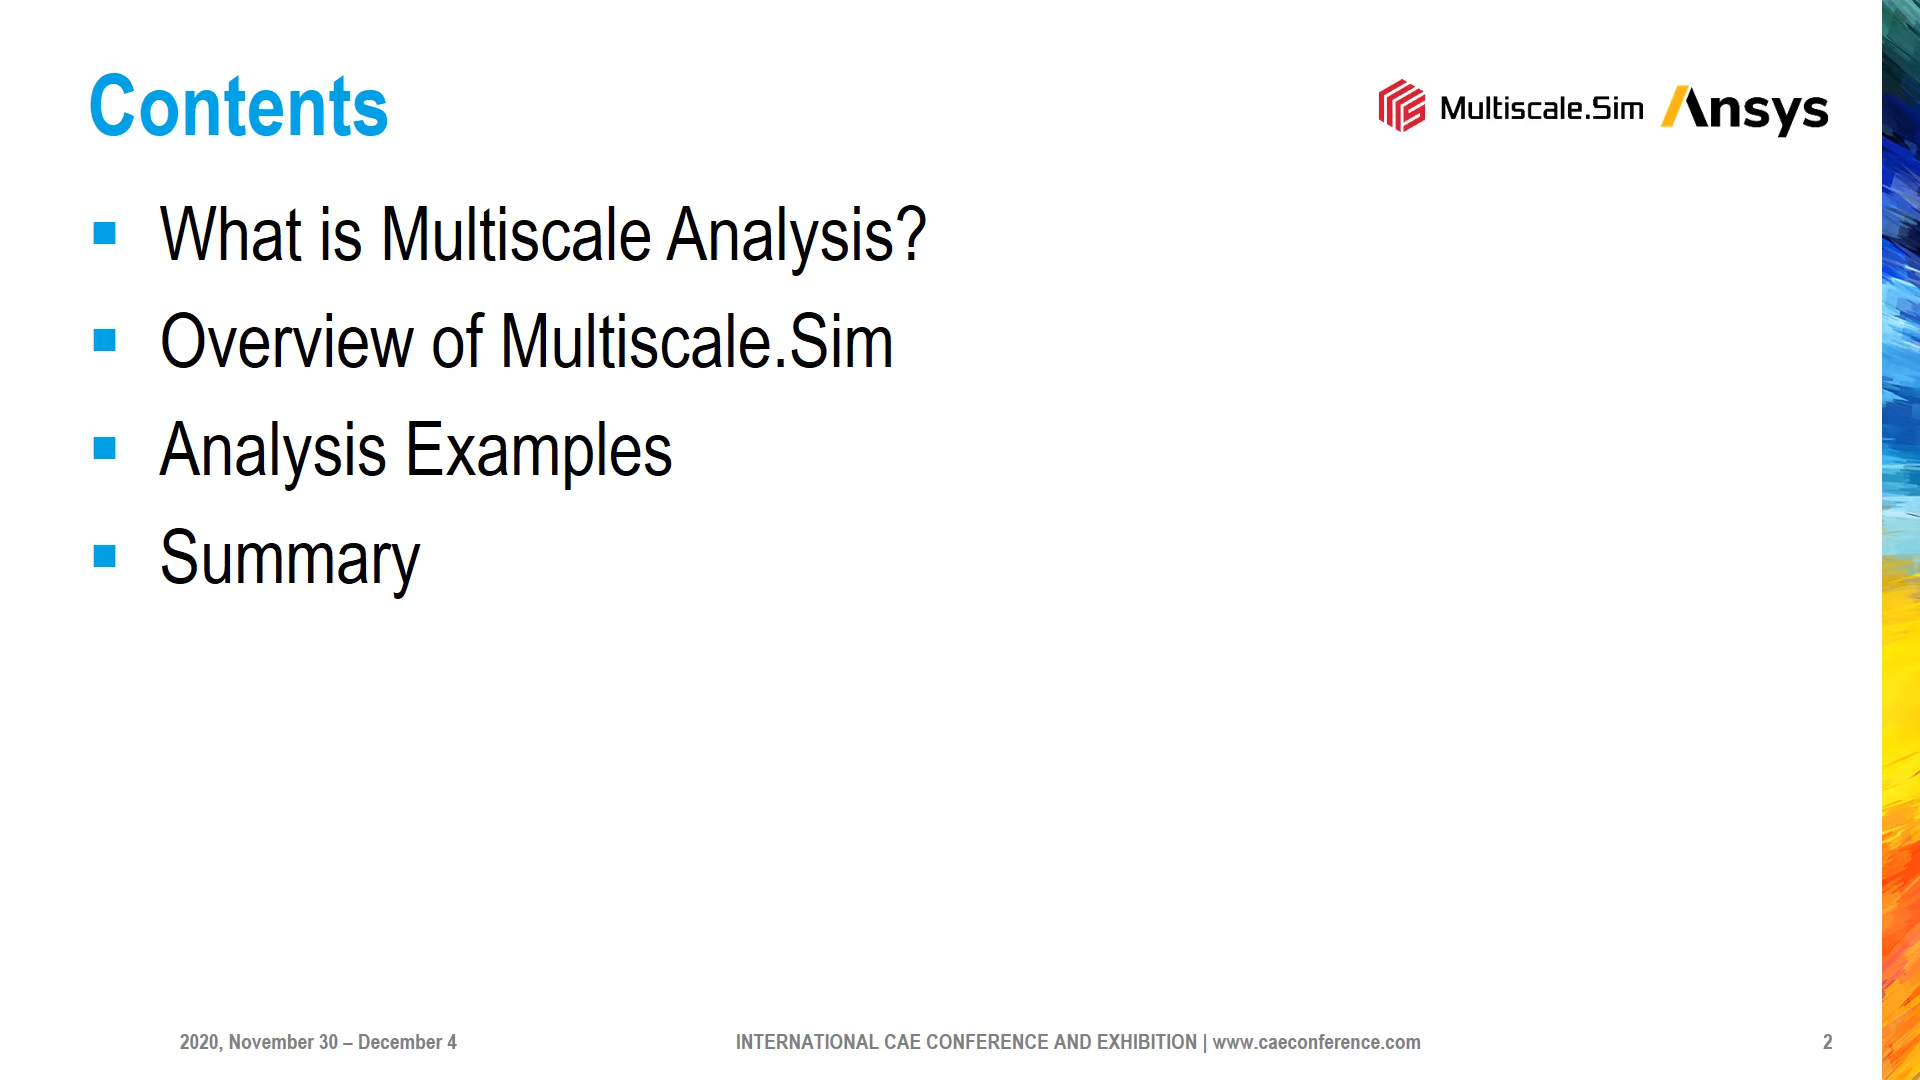 Contents
Multiscale.Sim Ansys
What is Multiscale Analysis?
Overview of Multiscale.Sim
Analysis Examples
Summary
2020, November 30 – December 4
INTERNATIONAL CAE CONFERENCE AND EXHIBITION | www.caeconference.com
2